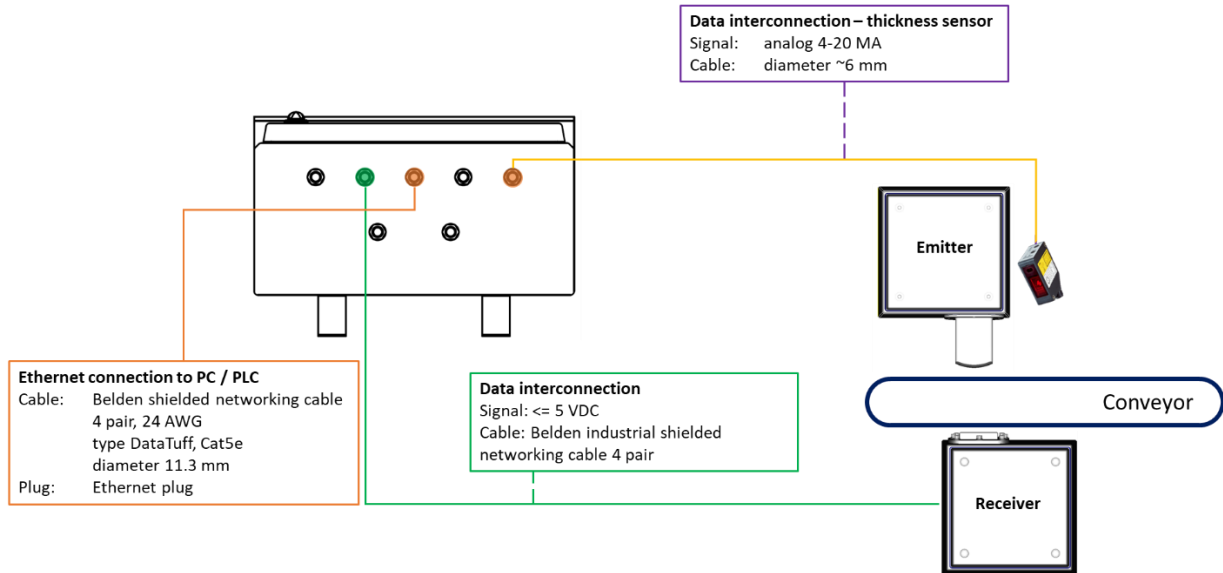 Data interconnection – thickness sensor
Signal: analog 4-20 MA
Cable: diameter ~6 mm
Emitter
Ethernet connection to PC / PLC
Cable: Belden shielded networking cable
4 pair, 24 AWG
type DataTuff, Cat5e
diameter 11.3 mm
Plug: Ethernet plug
Data interconnection
Signal: <= 5 VDC
Cable: Belden industrial shielded
networking cable 4 pair
Conveyor
Receiver